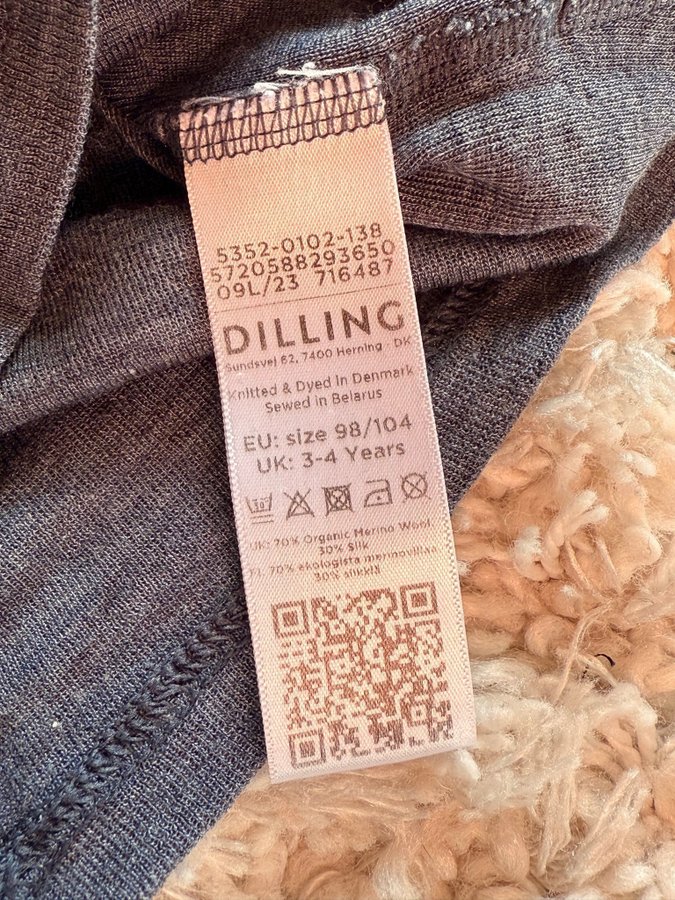 5352-0102-138
5720588293650
09L/23 716487
DILLING
Sundsvej 62, 7400 Herning DK
Knitted & Dyed in Denmark
Sewed in Belarus
EU: size 98/104
UK: 3-4 Years
30
UK: 70% Organic Merino Wool
30% Silk
FI: 70% ekologista merinovillaa
30% silkkiä